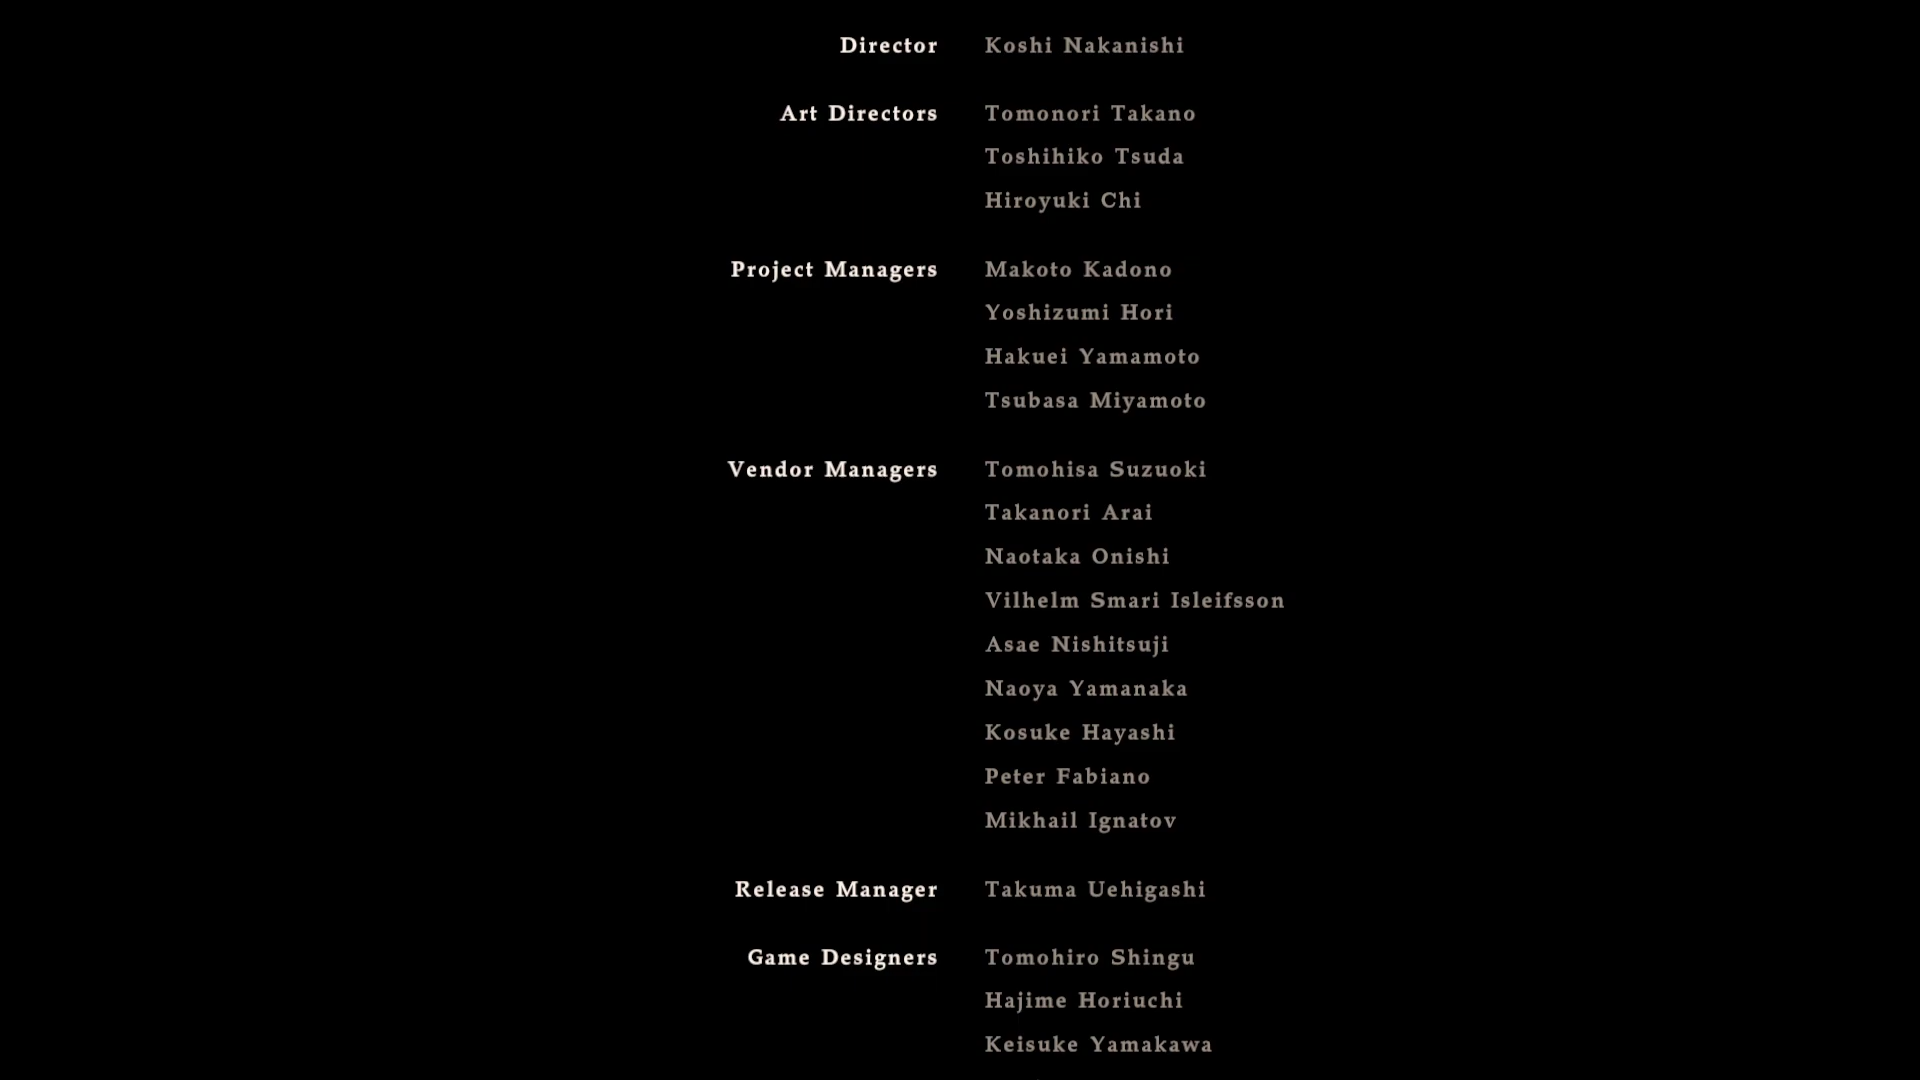 Director Koshi Nakanishi
Art Directors Tomonori Takano
Toshihiko Tsuda
Hiroyuki Chi
Project Managers Makoto Kadono
Yoshizumi Hori
Hakuei Yamamoto
Tsubasa Miyamoto
Vendor Managers Tomohisa Suzuoki
Takanori Arai
Naotaka Onishi
Vilhelm Smari Isleifsson
Asae Nishitsuji
Naoya Yamanaka
Kosuke Hayashi
Peter Fabiano
Mikhail Ignatov
Release Manager Takuma Uehigashi
Game Designers Tomohiro Shingu
Hajime Horiuchi
Keisuke Yamakawa